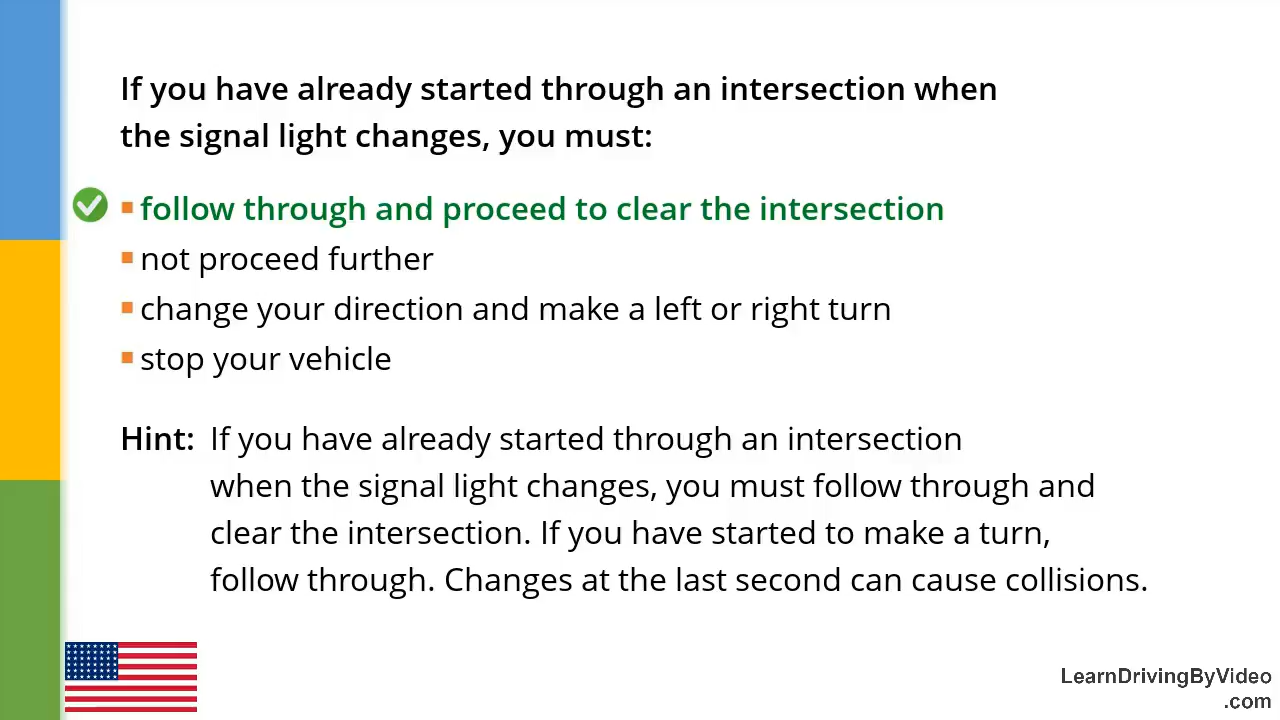 If you have already started through an intersection when
the signal light changes, you must:
follow through and proceed to clear the intersection
not proceed further
change your direction and make a left or right turn
stop your vehicle
Hint: If you have already started through an intersection
when the signal light changes, you must follow through and
clear the intersection. If you have started to make a turn,
follow through. Changes at the last second can cause collisions.
LearnDrivingByVideo
.com